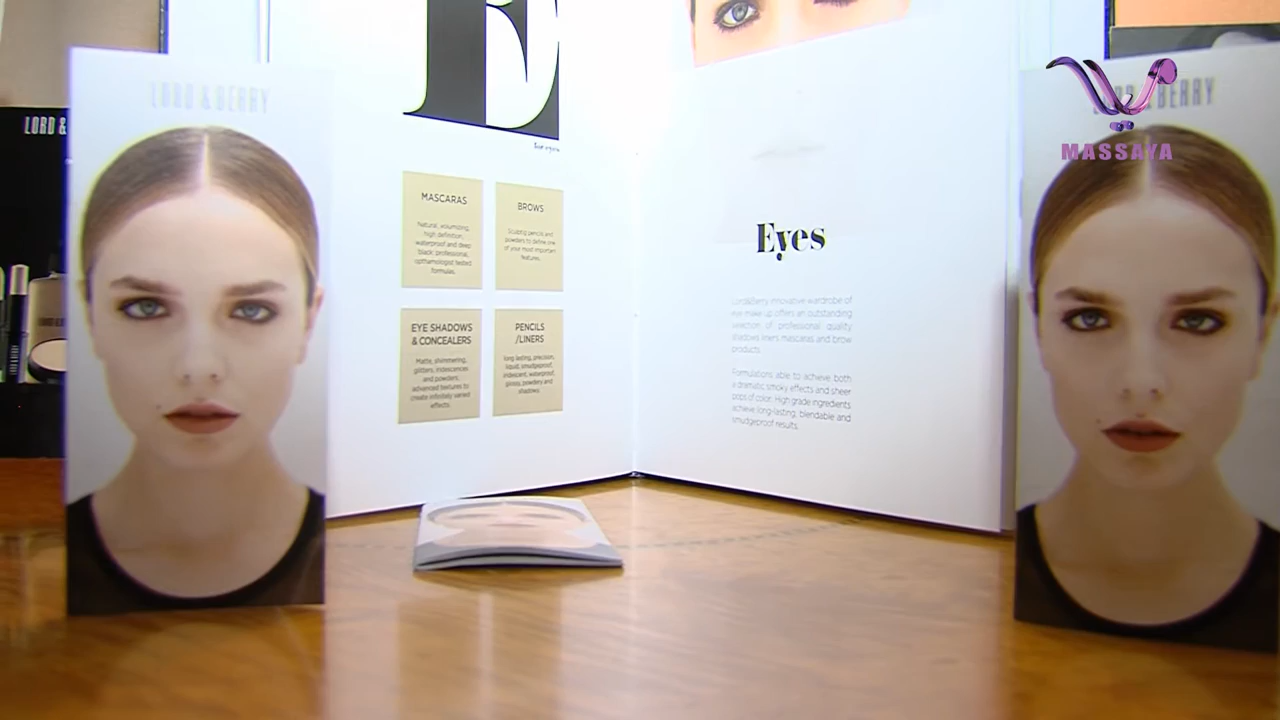 LORD & BERRY
LORD &
E
MASCARAS
Natural, volumizing,
high definition,
waterproof and deep
black professional,
opthamologist tested
formulas.
BROWS
Sculpting pencils and
powders to define one
of your most important
features.
EYE SHADOWS
& CONCEALERS
Matte, shimmering,
glitters, iridescences
and powders,
advanced textures to
create infinitely varied
effects.
PENCILS
/LINERS
long lasting, precision,
liquid, smudgeproof,
iridescent, waterproof,
glossy, powdery and
shadows.
Eyes
Lord&Berry innovative wardrobe of
eye make up offers an outstanding
selection of professional quality
shadows liners mascaras and brow
products.
Formulations able to achieve both
a dramatic smoky effects and sheer
pops of color. High grade ingredients
achieve long-lasting, blendable and
smudgeproof results.
BERRY
MASSAYA